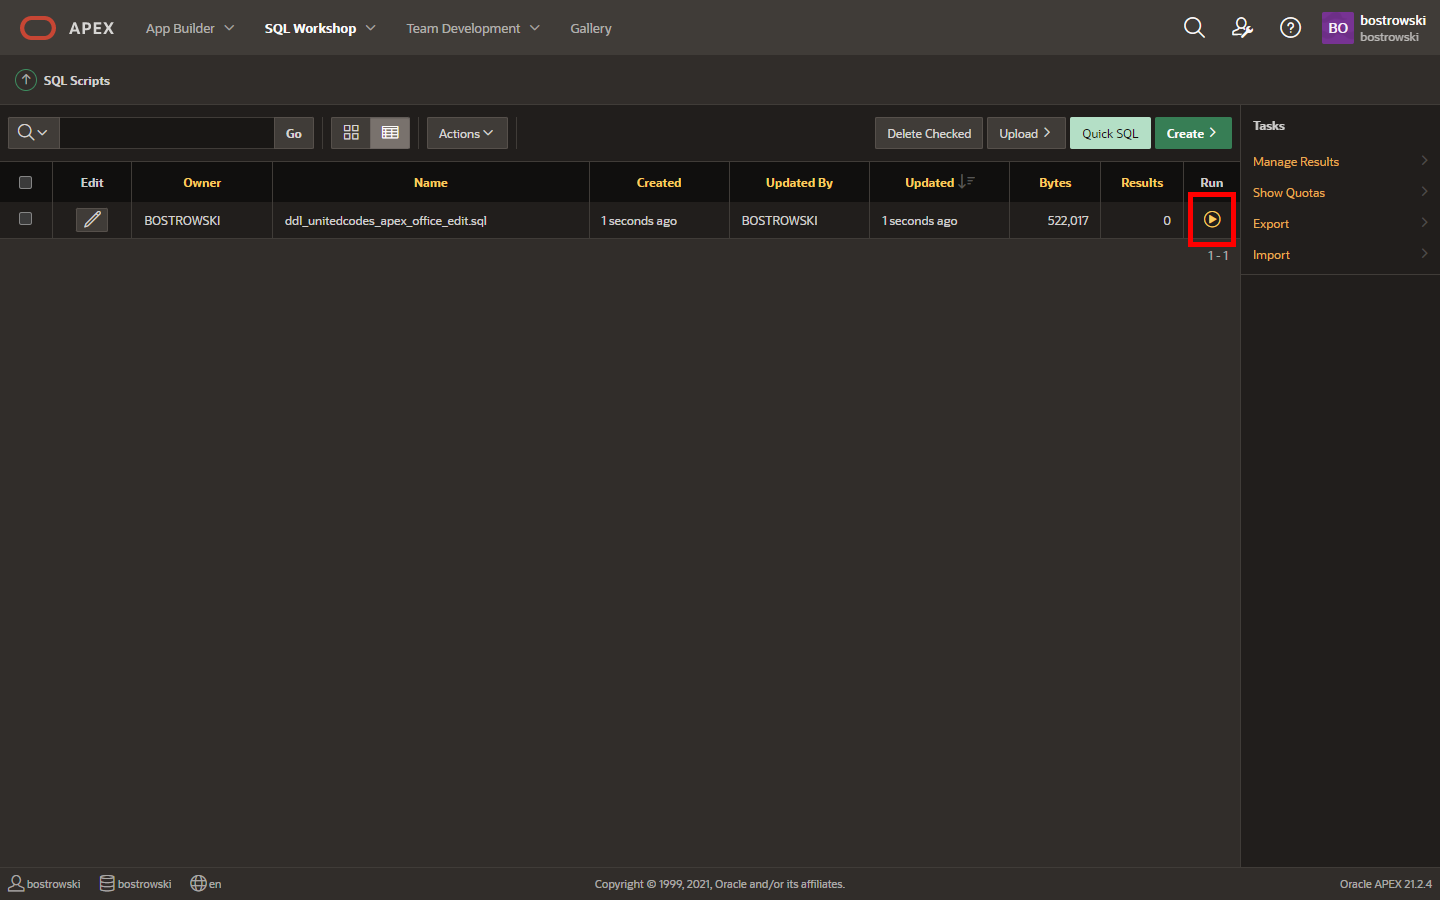 APEX App Builder SQL Workshop Team Development Gallery BO bostrowski
bostrowski
SQL Scripts
Go Actions Delete Checked Upload Quick SQL Create
Tasks
Manage Results
Show Quotas
Export
Import
Edit Owner Name Created Updated By Updated Bytes Results Run
BOSTROWSKI ddl_unitedcodes_apex_office_edit.sql 1 seconds ago BOSTROWSKI 1 seconds ago 522,017 0
1 - 1
bostrowski bostrowski en Copyright © 1999, 2021, Oracle and/or its affiliates. Oracle APEX 21.2.4